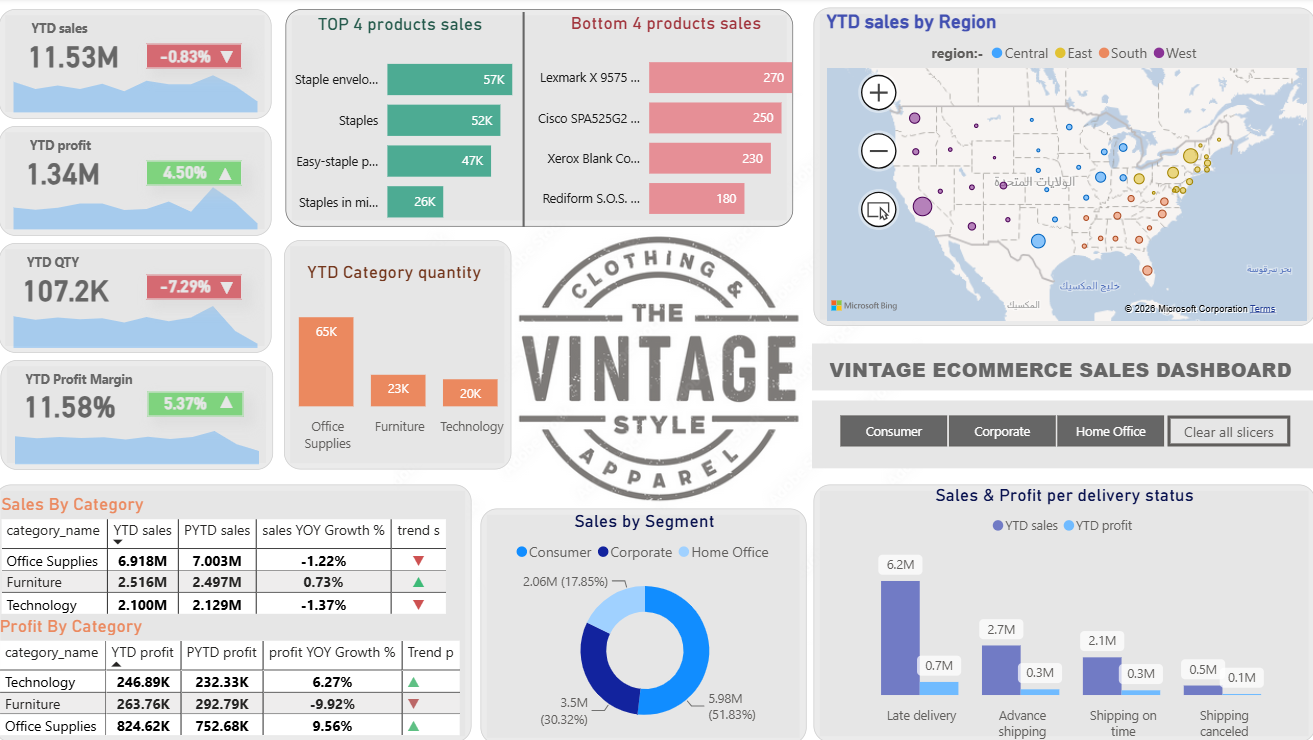 YTD sales
11.53M
-0.83% ▼
YTD profit
1.34M
4.50% ▲
YTD QTY
107.2K
-7.29% ▼
YTD Profit Margin
11.58%
5.37% ▲
TOP 4 products sales
Staple envelo... 57K
Staples 52K
Easy-staple p... 47K
Staples in mi... 26K
Bottom 4 products sales
Lexmark X 9575 ... 270
Cisco SPA525G2 ... 250
Xerox Blank Co... 230
Rediform S.O.S. ... 180
YTD sales by Region
region:- Central East South West
الولايات المتحدة
بحر سرقوسة
خليج المكسيك
المكسيك
Microsoft Bing
© 2026 Microsoft Corporation Terms
YTD Category quantity
65K
23K
20K
Office Supplies
Furniture
Technology
CLOTHING &
THE
VINTAGE
STYLE
APPAREL
VINTAGE ECOMMERCE SALES DASHBOARD
Consumer Corporate Home Office Clear all slicers
Sales By Category
category_name YTD sales PYTD sales sales YOY Growth % trend s
Office Supplies 6.918M 7.003M -1.22% ▼
Furniture 2.516M 2.497M 0.73% ▲
Technology 2.100M 2.129M -1.37% ▼
Profit By Category
category_name YTD profit PYTD profit profit YOY Growth % Trend p
Technology 246.89K 232.33K 6.27% ▲
Furniture 263.76K 292.79K -9.92% ▼
Office Supplies 824.62K 752.68K 9.56% ▲
Sales by Segment
Consumer Corporate Home Office
2.06M (17.85%)
3.5M
(30.32%)
5.98M
(51.83%)
Sales & Profit per delivery status
YTD sales YTD profit
6.2M
0.7M
2.7M
0.3M
2.1M
0.3M
0.5M
0.1M
Late delivery
Advance shipping
Shipping on time
Shipping canceled